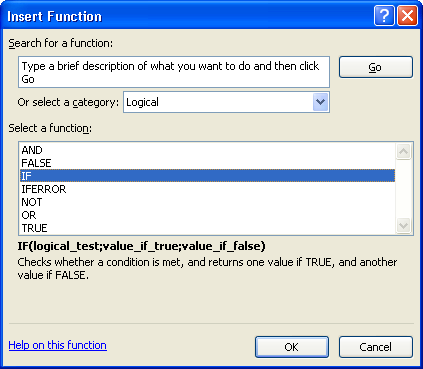 Insert Function
Search for a function:
Type a brief description of what you want to do and then click
Go
Go
Or select a category: Logical
Select a function:
AND
FALSE
IF
IFERROR
NOT
OR
TRUE
IF(logical_test;value_if_true;value_if_false)
Checks whether a condition is met, and returns one value if TRUE, and another
value if FALSE.
Help on this function
OK
Cancel